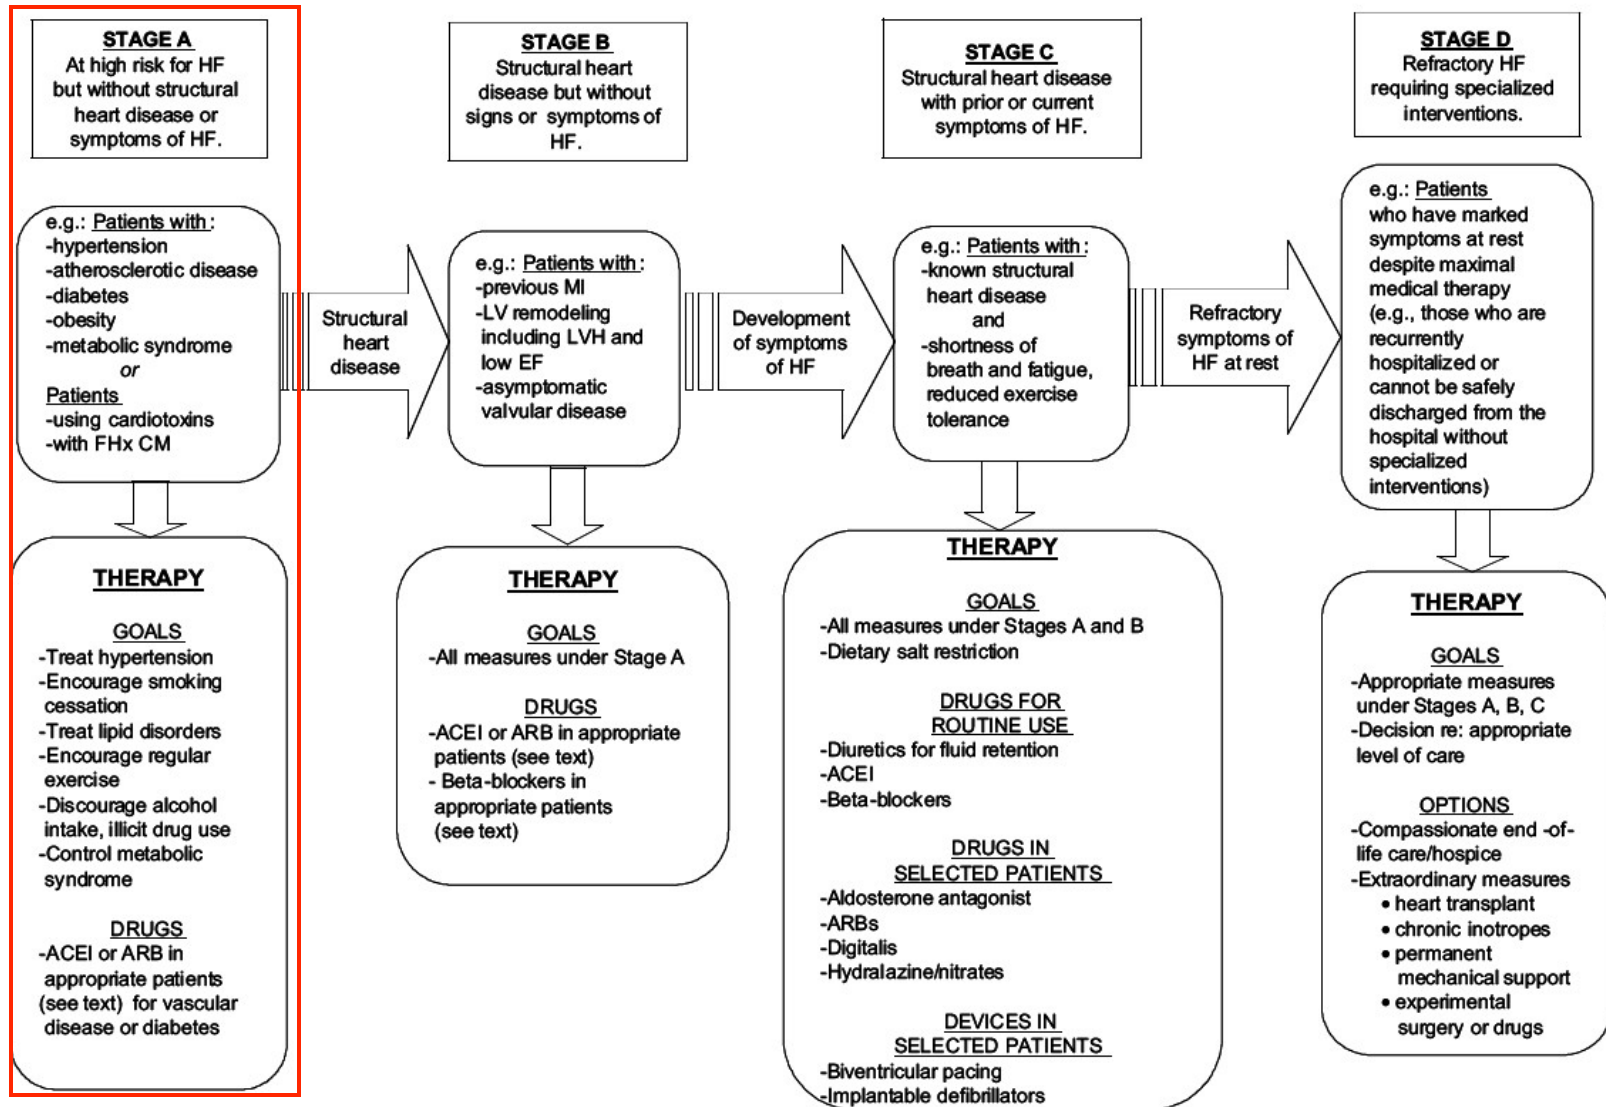 STAGE A
At high risk for HF
but without structural
heart disease or
symptoms of HF.
e.g.: Patients with:
-hypertension
-atherosclerotic disease
-diabetes
-obesity
-metabolic syndrome
or
Patients
-using cardiotoxins
-with FHx CM
THERAPY
GOALS
-Treat hypertension
-Encourage smoking
cessation
-Treat lipid disorders
-Encourage regular
exercise
-Discourage alcohol
intake, illicit drug use
-Control metabolic
syndrome
DRUGS
-ACEI or ARB in
appropriate patients
(see text) for vascular
disease or diabetes
Structural
heart
disease
STAGE B
Structural heart
disease but without
signs or symptoms of
HF.
e.g.: Patients with:
-previous MI
-LV remodeling
including LVH and
low EF
-asymptomatic
valvular disease
THERAPY
GOALS
-All measures under Stage A
DRUGS
-ACEI or ARB in appropriate
patients (see text)
- Beta-blockers in
appropriate patients
(see text)
Development
of symptoms
of HF
STAGE C
Structural heart disease
with prior or current
symptoms of HF.
e.g.: Patients with:
-known structural
heart disease
and
-shortness of
breath and fatigue,
reduced exercise
tolerance
THERAPY
GOALS
-All measures under Stages A and B
-Dietary salt restriction
DRUGS FOR
ROUTINE USE
-Diuretics for fluid retention
-ACEI
-Beta-blockers
DRUGS IN
SELECTED PATIENTS
-Aldosterone antagonist
-ARBs
-Digitalis
-Hydralazine/nitrates
DEVICES IN
SELECTED PATIENTS
-Biventricular pacing
-Implantable defibrillators
Refractory
symptoms of
HF at rest
STAGE D
Refractory HF
requiring specialized
interventions.
e.g.: Patients
who have marked
symptoms at rest
despite maximal
medical therapy
(e.g., those who are
recurrently
hospitalized or
cannot be safely
discharged from the
hospital without
specialized
interventions)
THERAPY
GOALS
-Appropriate measures
under Stages A, B, C
-Decision re: appropriate
level of care
OPTIONS
-Compassionate end -of-
life care/hospice
-Extraordinary measures
• heart transplant
• chronic inotropes
• permanent
mechanical support
• experimental
surgery or drugs